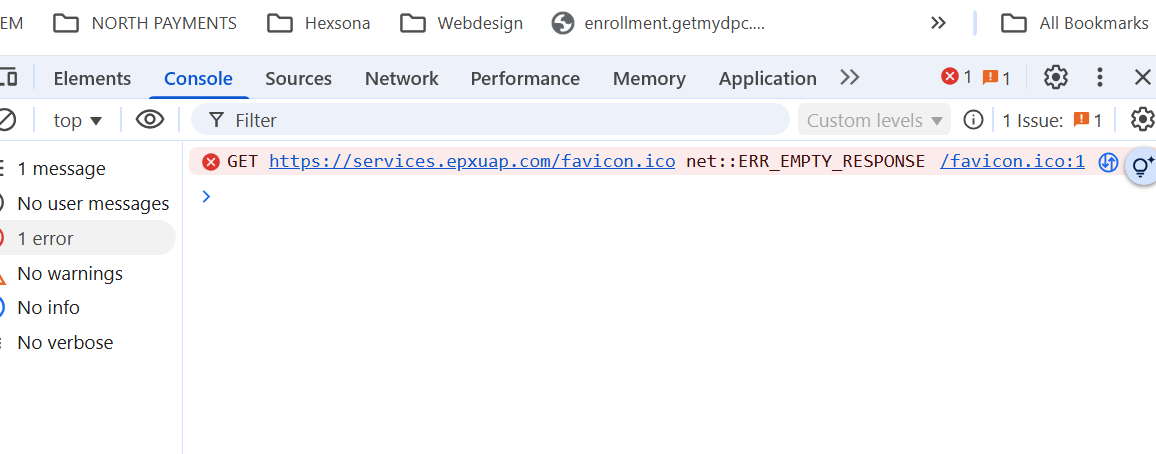 EM NORTH PAYMENTS Hexsona Webdesign enrollment.getmydpc.... All Bookmarks
Elements Console Sources Network Performance Memory Application 1 1
top Filter Custom levels 1 Issue: 1
1 message
No user messages
1 error
No warnings
No info
No verbose
GET https://services.epxuap.com/favicon.ico net::ERR_EMPTY_RESPONSE /favicon.ico:1